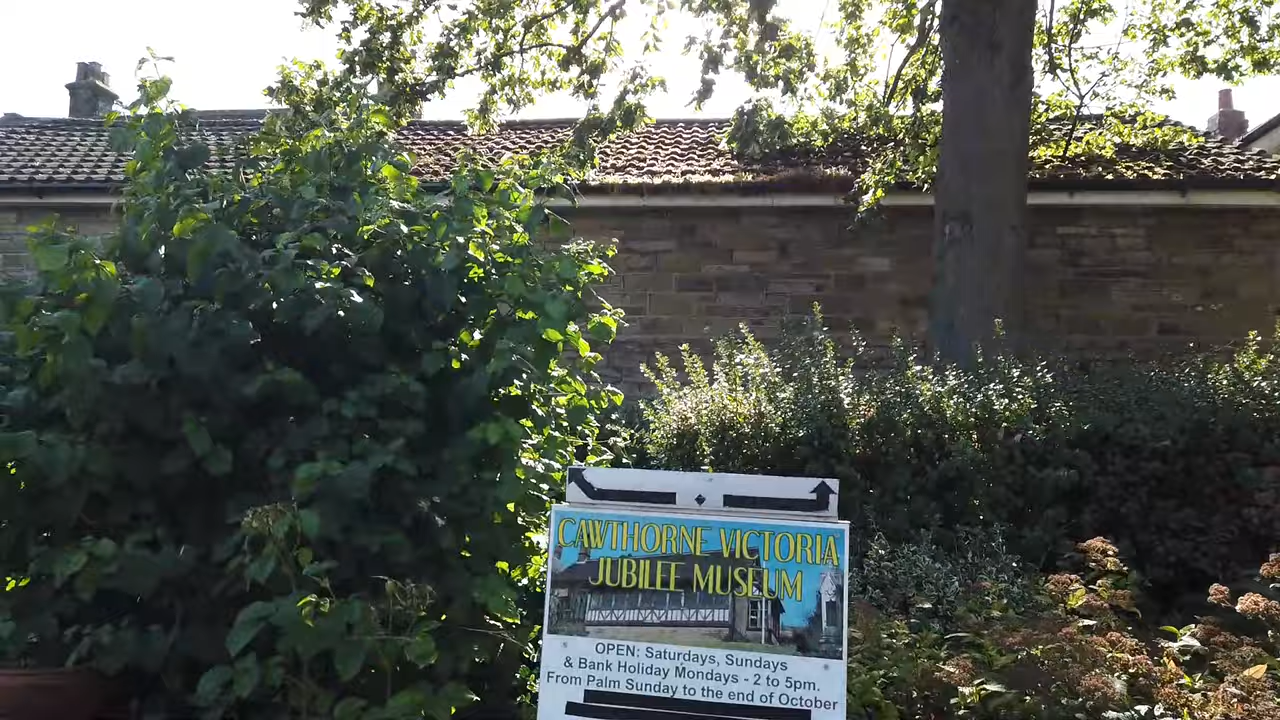 CAWTHORNE VICTORIA
JUBILEE MUSEUM
OPEN: Saturdays, Sundays
& Bank Holiday Mondays - 2 to 5pm.
From Palm Sunday to the end of October